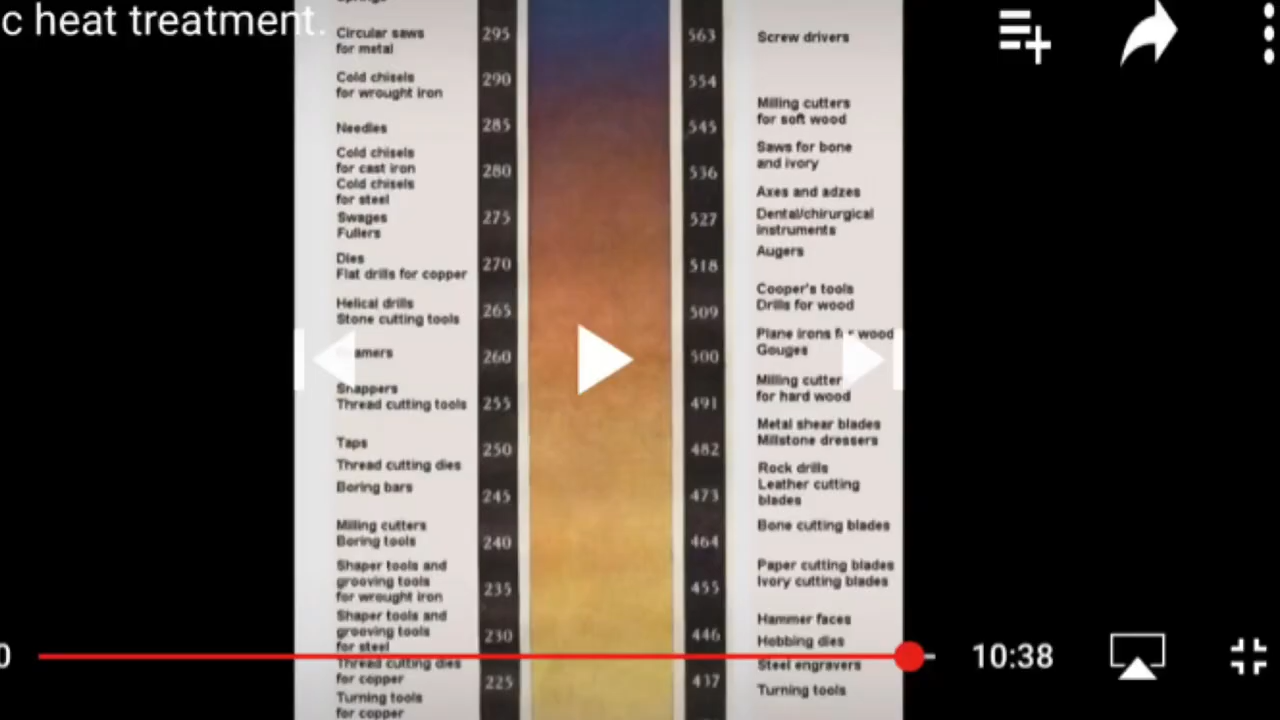 c heat treatment.
Circular saws
for metal
Cold chisels
for wrought iron
Needles
Cold chisels
for cast iron
Cold chisels
for steel
Swages
Fullers
Dies
Flat drills for copper
Helical drills
Stone cutting tools
amers
Snappers
Thread cutting tools
Taps
Thread cutting dies
Boring bars
Milling cutters
Boring tools
Shaper tools and
grooving tools
for wrought iron
Shaper tools and
grooving tools
for steel
Thread cutting dies
for copper
Turning tools
for copper
295
290
285
280
275
270
265
260
255
250
245
240
235
230
225
563
554
545
536
527
518
509
500
491
482
473
464
455
446
437
Screw drivers
Milling cutters
for soft wood
Saws for bone
and ivory
Axes and adzes
Dental/chirurgical
instruments
Augers
Cooper's tools
Drills for wood
Plane irons for wood
Gouges
Milling cutter
for hard wood
Metal shear blades
Millstone dressers
Rock drills
Leather cutting
blades
Bone cutting blades
Paper cutting blades
Ivory cutting blades
Hammer faces
Hobbing dies
Steel engravers
Turning tools
0
10:38